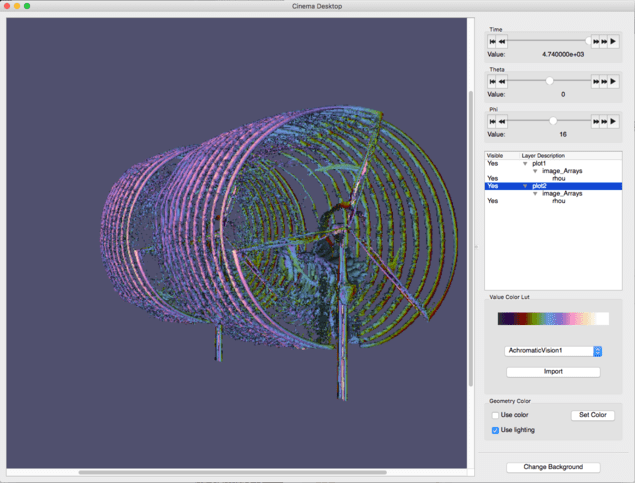 Cinema Desktop
Time
Value: 4.740000e+03
Theta
Value: 0
Phi
Value: 16
Visible Layer Description
Yes plot1
image_Arrays
Yes rhou
Yes plot2
image_Arrays
Yes rhou
Value Color Lut
AchromaticVision1
Import
Geometry Color
Use color Set Color
Use lighting
Change Background